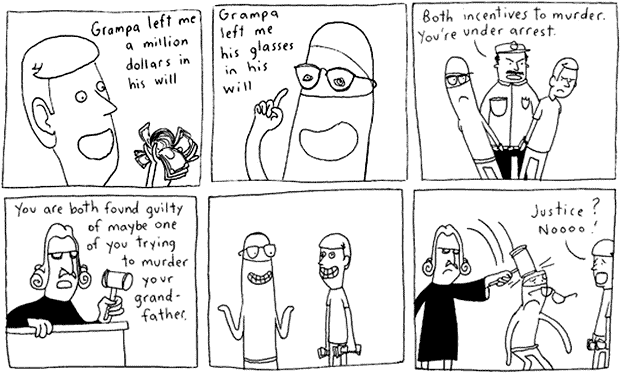 Grampa left me
a million
dollars in
his will
Grampa
left me
his glasses
in his
will
Both incentives to murder.
You're under arrest.
You are both found guilty
of maybe one
of you trying
to murder
your
grand-
father.
Justice?
Noooo!